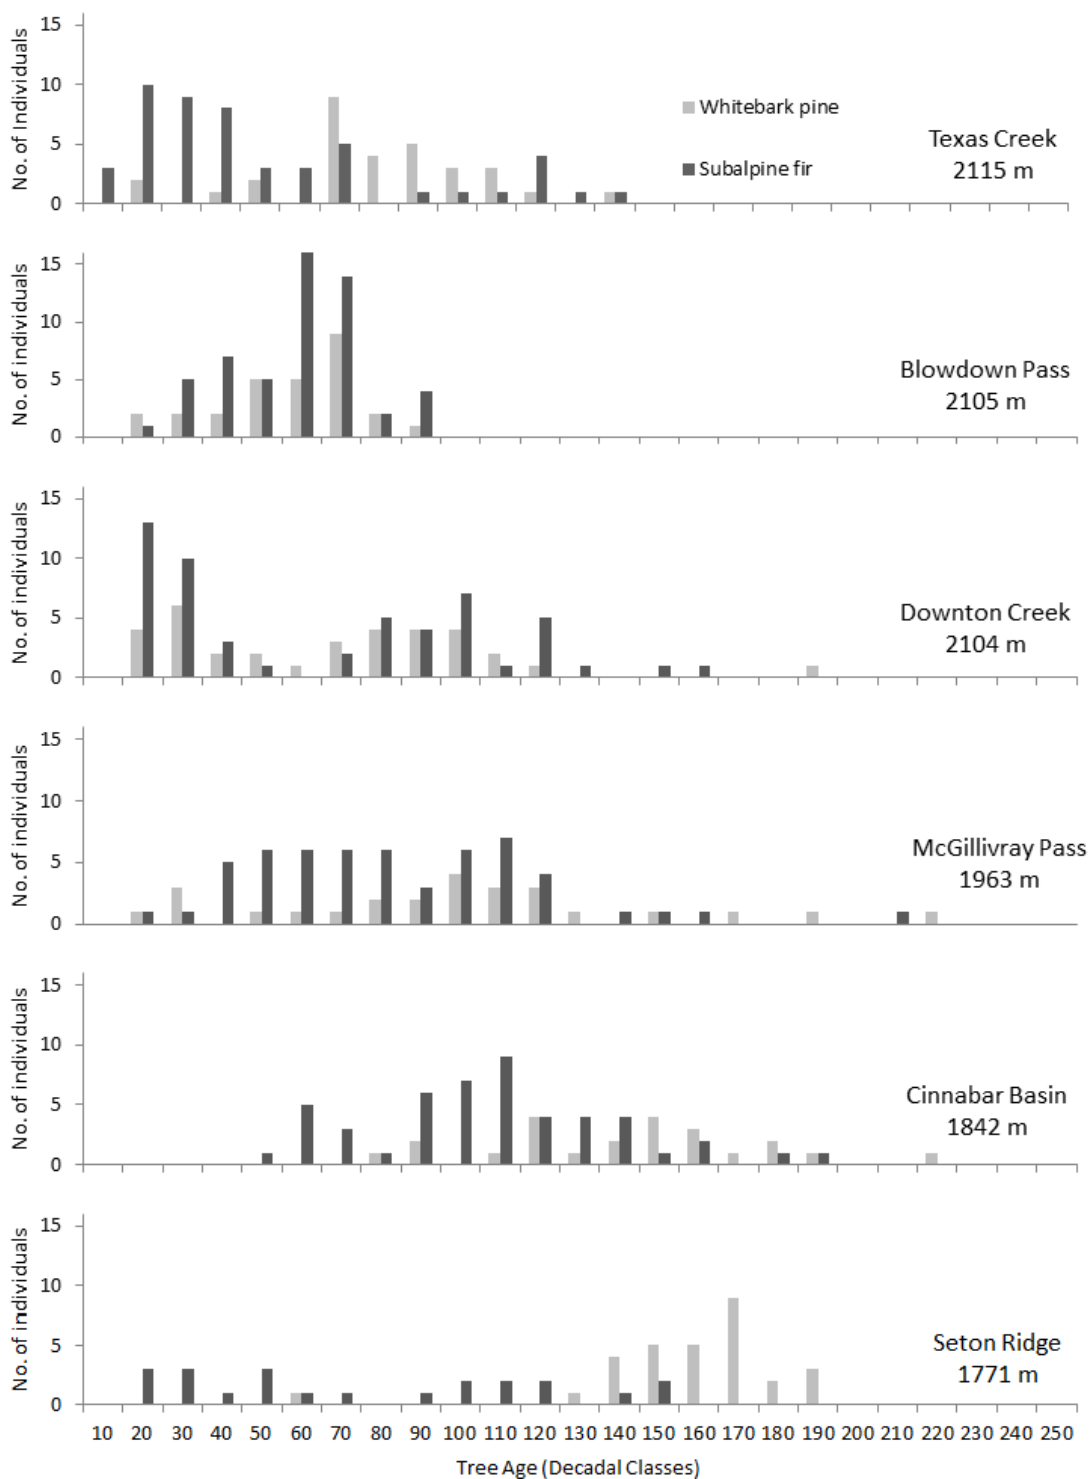 No. of Individuals
15
10
5
0
Whitebark pine
Subalpine fir
Texas Creek
2115 m
No. of individuals
15
10
5
0
Blowdown Pass
2105 m
No. of individuals
15
10
5
0
Downton Creek
2104 m
No. of individuals
15
10
5
0
McGillivray Pass
1963 m
No. of individuals
15
10
5
0
Cinnabar Basin
1842 m
No. of individuals
15
10
5
0
Seton Ridge
1771 m
10 20 30 40 50 60 70 80 90 100 110 120 130 140 150 160 170 180 190 200 210 220 230 240 250
Tree Age (Decadal Classes)